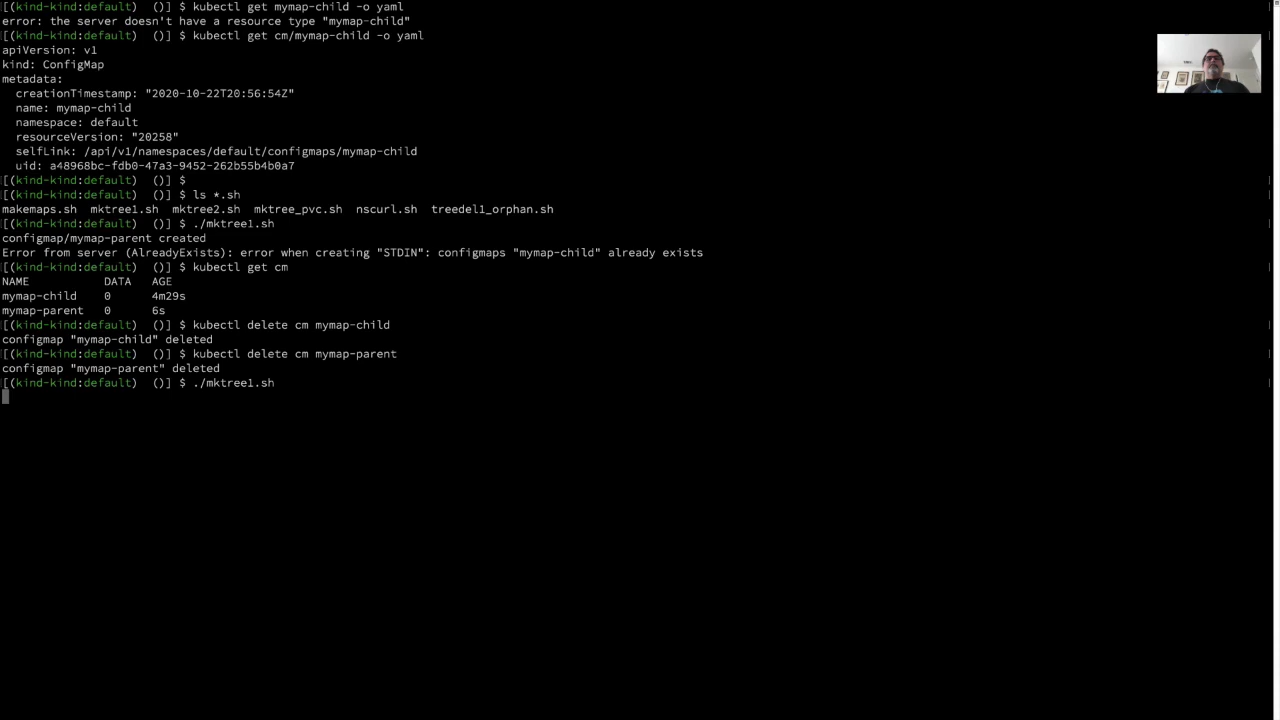 [(kind-kind:default)  ()] $ kubectl get mymap-child -o yaml
error: the server doesn't have a resource type "mymap-child"
[(kind-kind:default)  ()] $ kubectl get cm/mymap-child -o yaml
apiVersion: v1
kind: ConfigMap
metadata:
  creationTimestamp: "2020-10-22T20:56:54Z"
  name: mymap-child
  namespace: default
  resourceVersion: "20258"
  selfLink: /api/v1/namespaces/default/configmaps/mymap-child
  uid: a48968bc-fdb0-47a3-9452-262b55b4b0a7
[(kind-kind:default)  ()] $
[(kind-kind:default)  ()] $ ls *.sh
makemaps.sh  mktree1.sh  mktree2.sh  mktree_pvc.sh  nscurl.sh  treedel1_orphan.sh
[(kind-kind:default)  ()] $ ./mktree1.sh
configmap/mymap-parent created
Error from server (AlreadyExists): error when creating "STDIN": configmaps "mymap-child" already exists
[(kind-kind:default)  ()] $ kubectl get cm
NAME           DATA   AGE
mymap-child    0      4m29s
mymap-parent   0      6s
[(kind-kind:default)  ()] $ kubectl delete cm mymap-child
configmap "mymap-child" deleted
[(kind-kind:default)  ()] $ kubectl delete cm mymap-parent
configmap "mymap-parent" deleted
[(kind-kind:default)  ()] $ ./mktree1.sh